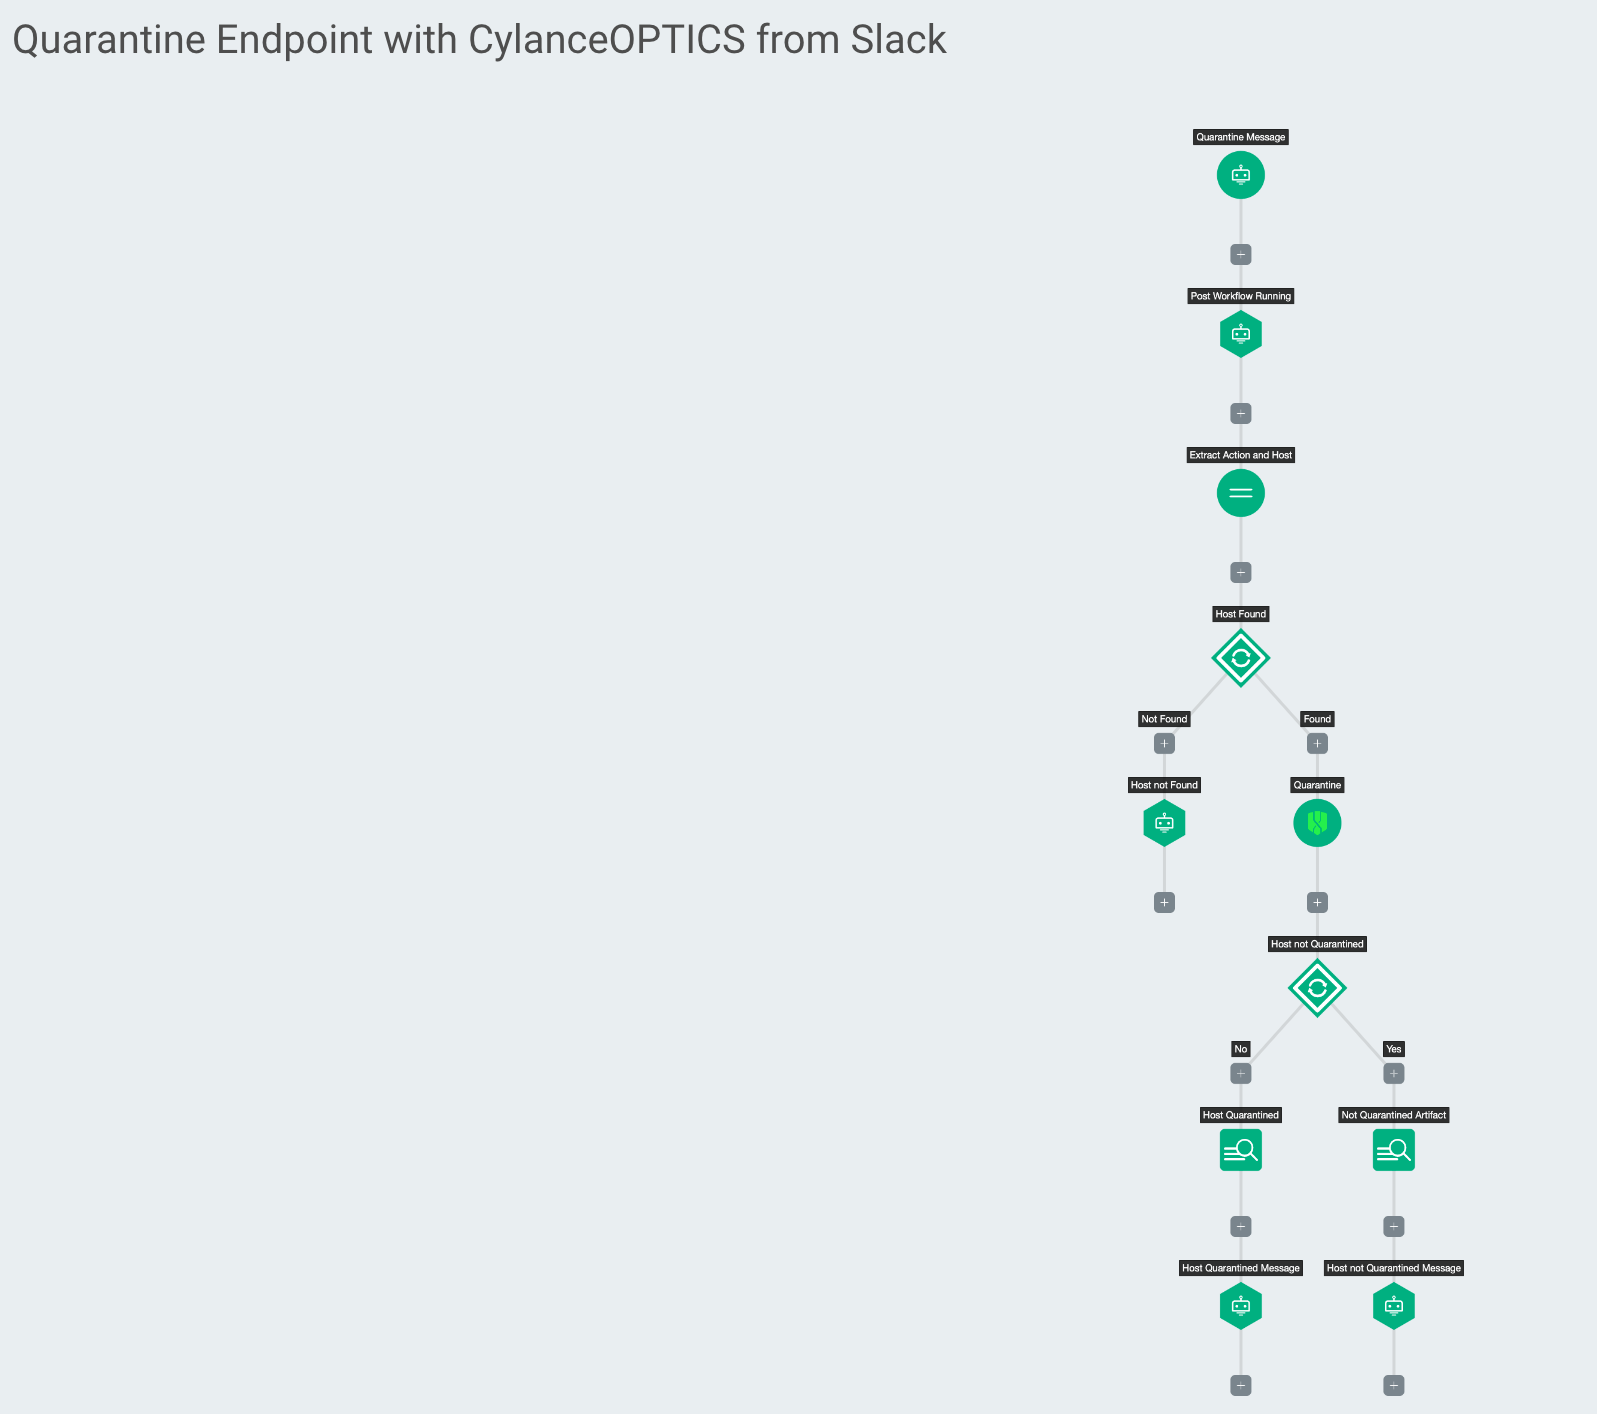 Quarantine Endpoint with CylanceOPTICS from Slack
Quarantine Message
Post Workflow Running
Extract Action and Host
Host Found
Not Found
Found
Host not Found
Quarantine
Host not Quarantined
No
Yes
Host Quarantined
Not Quarantined Artifact
Host Quarantined Message
Host not Quarantined Message